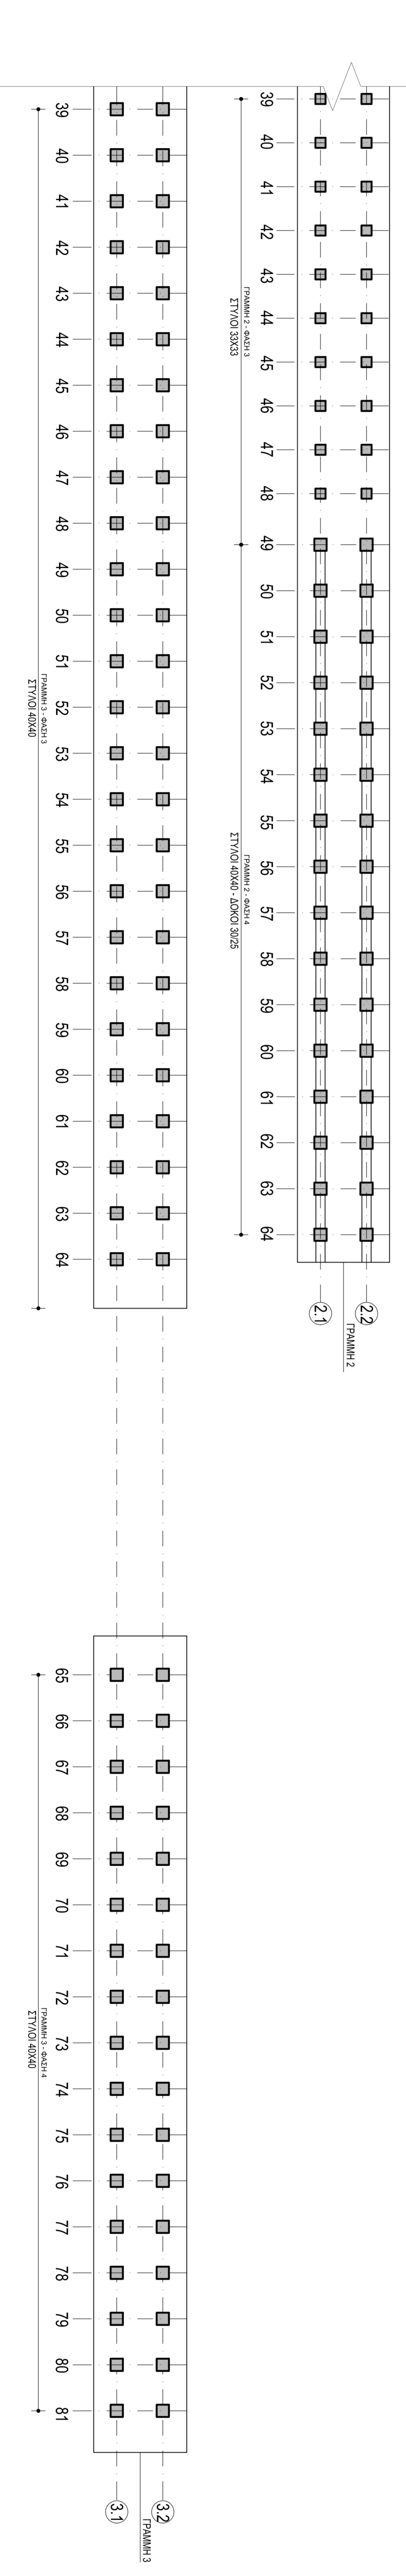 39 40 41 42 43 44 45 46 47 48 49 50 51 52 53 54 55 56 57 58 59 60 61 62 63 64
ΓΡΑΜΜΗ 2 - ΦΑΣΗ 3
ΣΤΥΛΟΙ 33Χ33
ΓΡΑΜΜΗ 2 - ΦΑΣΗ 4
ΣΤΥΛΟΙ 40Χ40 - ΔΟΚΟΙ 30/25
2.2
2.1
ΓΡΑΜΜΗ 2
39 40 41 42 43 44 45 46 47 48 49 50 51 52 53 54 55 56 57 58 59 60 61 62 63 64 65 66 67 68 69 70 71 72 73 74 75 76 77 78 79 80 81
ΓΡΑΜΜΗ 3 - ΦΑΣΗ 3
ΣΤΥΛΟΙ 40Χ40
ΓΡΑΜΜΗ 3 - ΦΑΣΗ 4
ΣΤΥΛΟΙ 40Χ40
3.2
3.1
ΓΡΑΜΜΗ 3